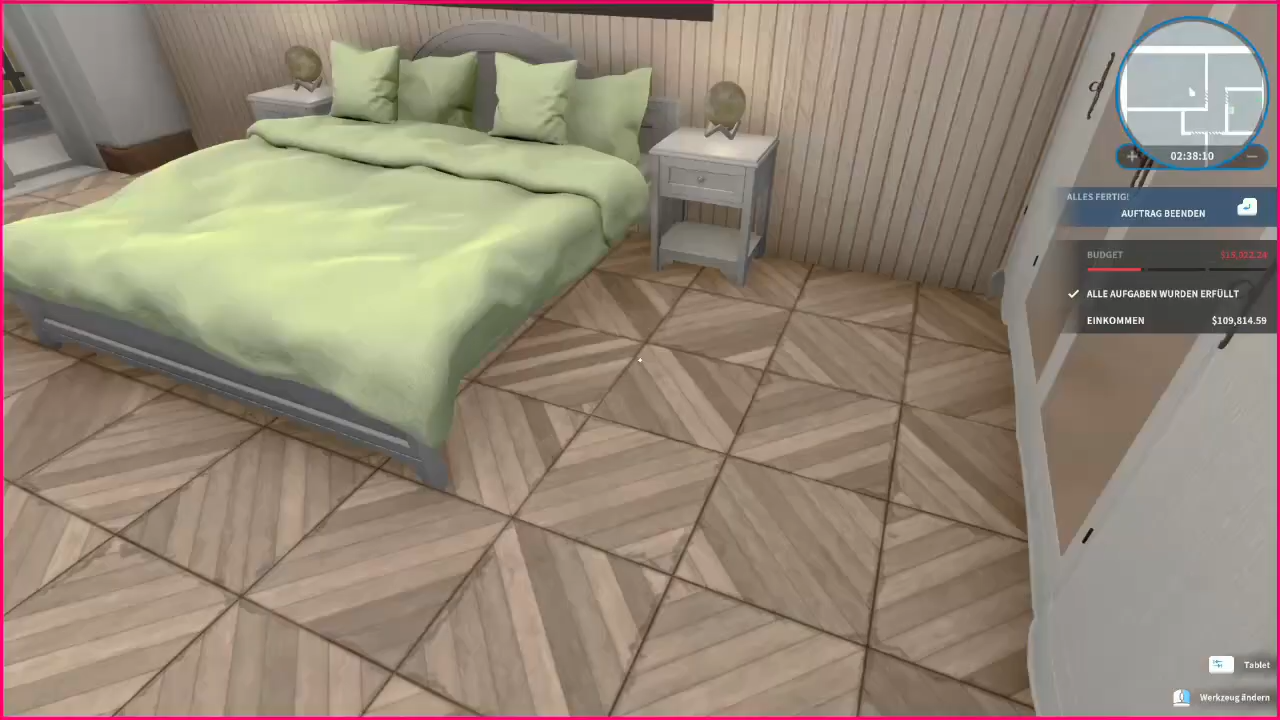 02:38:10
ALLES FERTIG!
AUFTRAG BEENDEN
BUDGET
ALLE AUFGABEN WURDEN ERFÜLLT
EINKOMMEN $109,814.59
Tablet
Werkzeug ändern